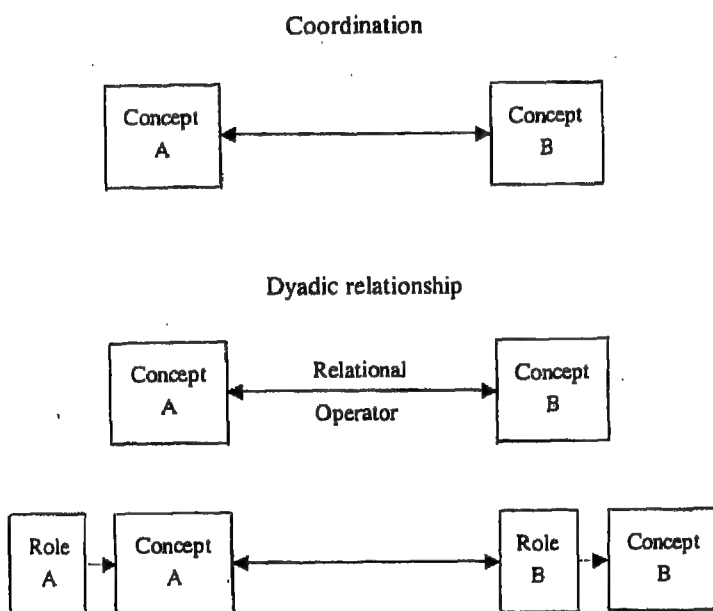 Coordination
Concept
A
Concept
B
Dyadic relationship
Concept
A
Relational
Operator
Concept
B
Role
A
Concept
A
Role
B
Concept
B